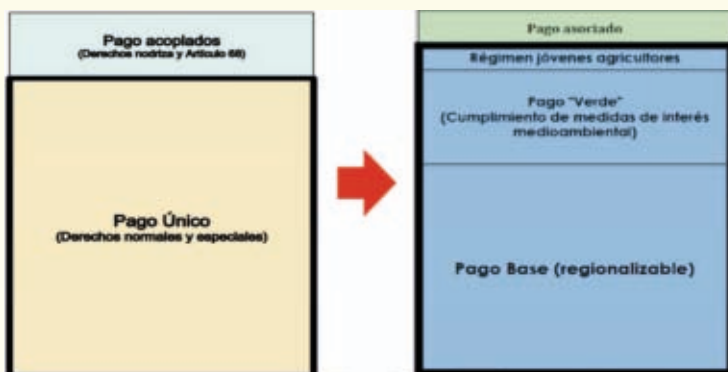 Pago acoplados
(Derechos nodriza y Artículo 68)
Pago Único
(Derechos normales y especiales)
Pago asociado
Régimen jóvenes agricultores
Pago "Verde"
(Cumplimiento de medidas de interés
medioambiental)
Pago Base (regionalizable)